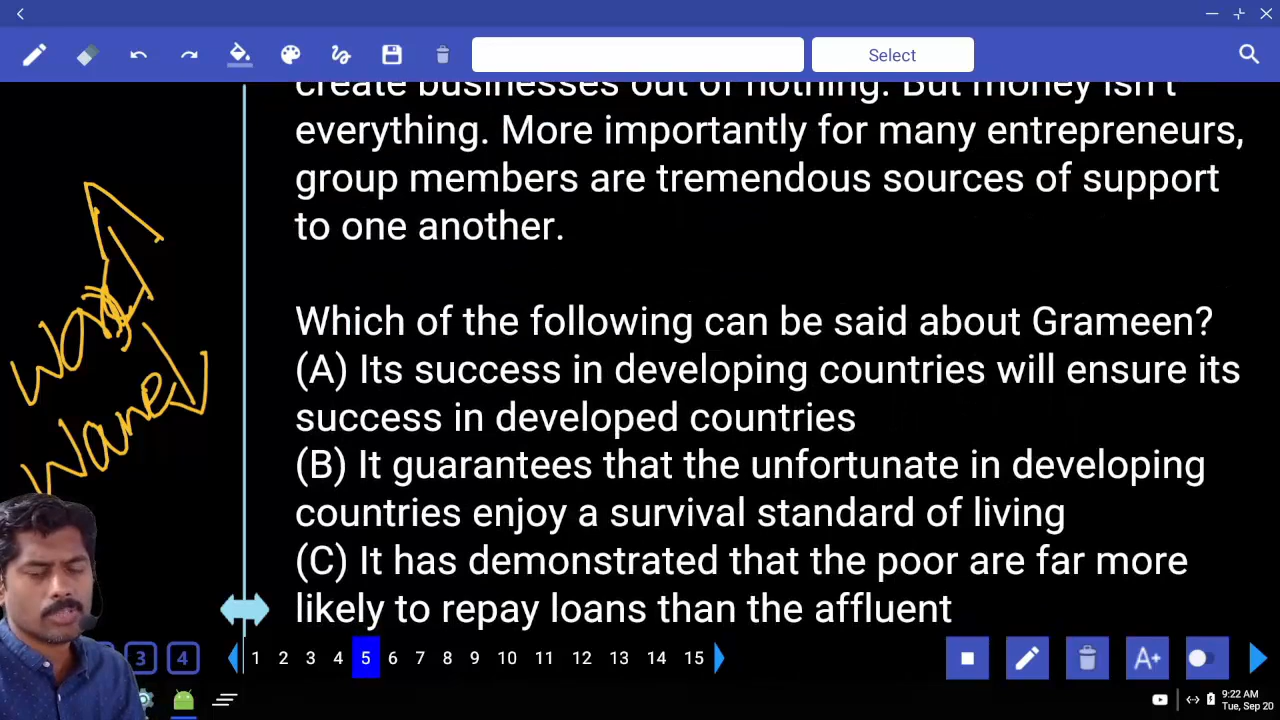 Select
create businesses out of nothing. But money isn't
everything. More importantly for many entrepreneurs,
group members are tremendous sources of support
to one another.
Wax
Wane
Which of the following can be said about Grameen?
(A) Its success in developing countries will ensure its
success in developed countries
(B) It guarantees that the unfortunate in developing
countries enjoy a survival standard of living
(C) It has demonstrated that the poor are far more
likely to repay loans than the affluent
3 4 1 2 3 4 5 6 7 8 9 10 11 12 13 14 15 A+
9:22 AM
Tue, Sep 20